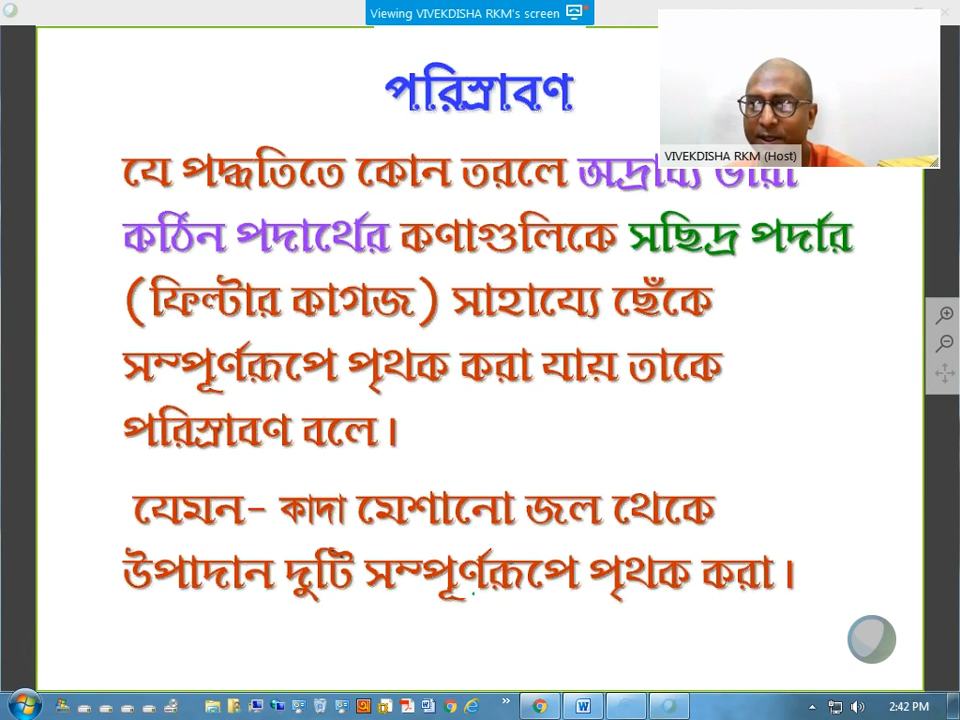 Viewing VIVEKDISHA RKM's screen
পরিস্রাবণ
VIVEKDISHA RKM (Host)
যে পদ্ধতিতে কোন তরলে অদ্রাব্য ভারী
কঠিন পদার্থের কণাগুলিকে সছিদ্র পর্দার
(ফিল্টার কাগজ) সাহায্যে ছেঁকে
সম্পূর্ণরূপে পৃথক করা যায় তাকে
পরিস্রাবণ বলে।
যেমন- কাদা মেশানো জল থেকে
উপাদান দুটি সম্পূর্ণরূপে পৃথক করা।
2:42 PM